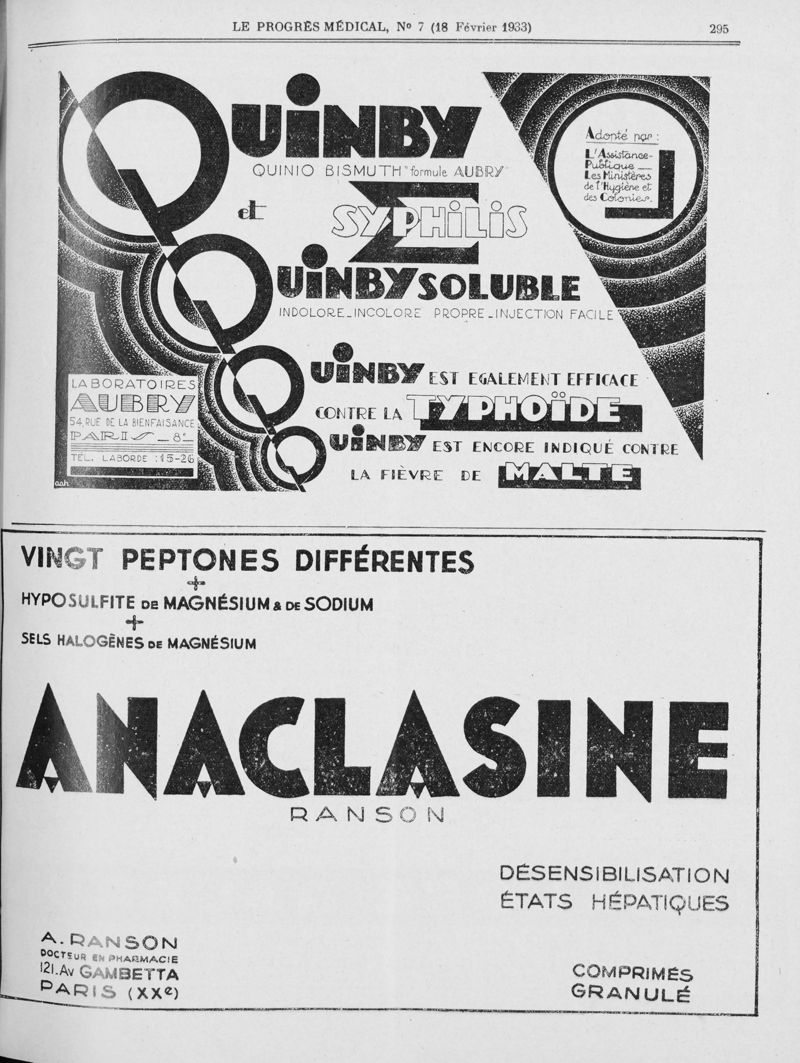 LE PROGRÈS MÉDICAL, Nº 7 (18 Février 1933)
295
QUINBY
QUINIO BISMUTH "formule AUBRY"
et
Σ
SYPHILIS
QUINBY SOLUBLE
INDOLORE_INCOLORE PROPRE_INJECTION FACILE
Adopté par :
L'Assistance-
Publique —
Les Ministères
de l'Hygiène et
des Colonies.
QUINBY EST EGALEMENT EFFICACE
CONTRE LA TYPHOÏDE
QUINBY EST ENCORE INDIQUÉ CONTRE
LA FIÈVRE DE MALTE
LABORATOIRES
AUBRY
54, RUE DE LA BIENFAISANCE
PARIS_8e
TÉL. LABORDE : 15-26
VINGT PEPTONES DIFFÉRENTES
+
HYPOSULFITE DE MAGNÉSIUM & DE SODIUM
+
SELS HALOGÈNES DE MAGNÉSIUM
ANACLASINE
RANSON
DÉSENSIBILISATION
ÉTATS HÉPATIQUES
A. RANSON
DOCTEUR EN PHARMACIE
121. AV GAMBETTA
PARIS (XXe)
COMPRIMÉS
GRANULÉ